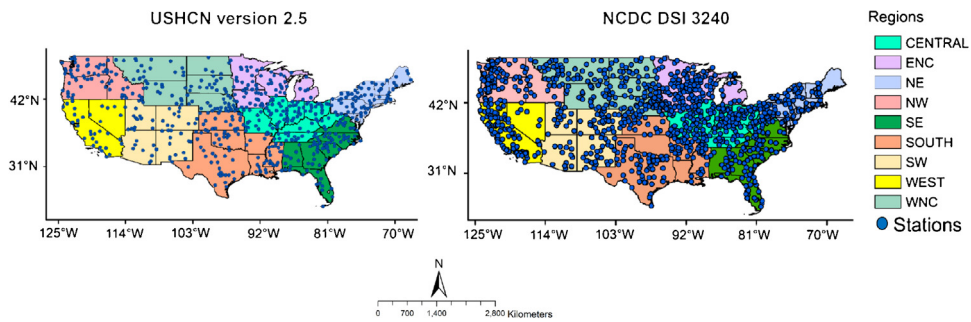 USHCN version 2.5
NCDC DSI 3240
Regions
CENTRAL
ENC
NE
NW
SE
SOUTH
SW
WEST
WNC
Stations
42°N
31°N
125°W 114°W 103°W 92°W 81°W 70°W
42°N
31°N
125°W 114°W 103°W 92°W 81°W 70°W
N
0 700 1,400 2,800 Kilometers